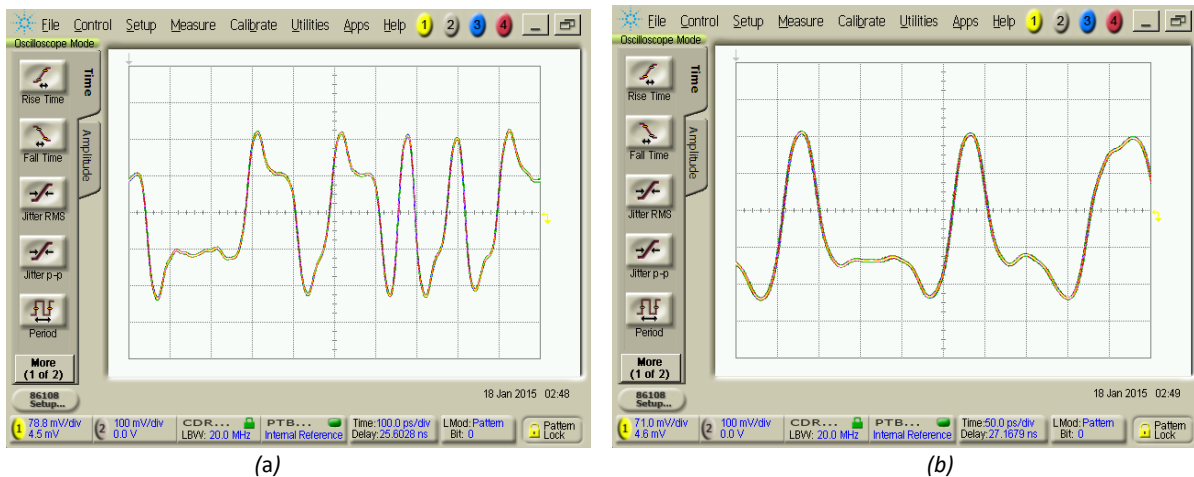 File Control Setup Measure Calibrate Utilities Apps Help 1 2 3 4
Oscilloscope Mode
Time
Amplitude
Rise Time
Fall Time
Jitter RMS
Jitter p-p
Period
More
(1 of 2)
86108
Setup...
18 Jan 2015 02:48
1 78.8 mV/div
4.5 mV
2 100 mV/div
0.0 V
CDR...
LBW: 20.0 MHz
PTB...
Internal Reference
Time:100.0 ps/div
Delay:25.6028 ns
LMod: Pattern
Bit: 0
Pattern
Lock
(a)
File Control Setup Measure Calibrate Utilities Apps Help 1 2 3 4
Oscilloscope Mode
Time
Amplitude
Rise Time
Fall Time
Jitter RMS
Jitter p-p
Period
More
(1 of 2)
86108
Setup...
18 Jan 2015 02:49
1 71.0 mV/div
4.6 mV
2 100 mV/div
0.0 V
CDR...
LBW: 20.0 MHz
PTB...
Internal Reference
Time:50.0 ps/div
Delay:27.1679 ns
LMod: Pattern
Bit: 0
Pattern
Lock
(b)